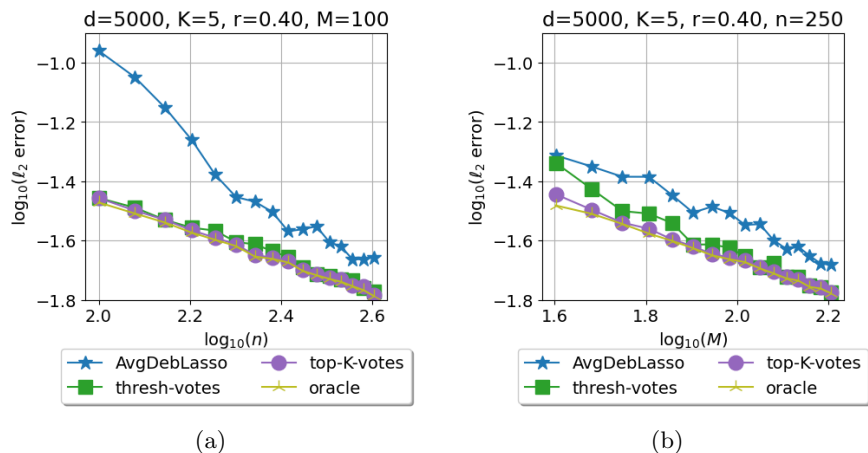 d=5000, K=5, r=0.40, M=100
−1.0
−1.2
−1.4
−1.6
−1.8
log₁₀(ℓ₂ error)
2.0 2.2 2.4 2.6
log₁₀(n)
AvgDebLasso top-K-votes
thresh-votes oracle
(a)
d=5000, K=5, r=0.40, n=250
−1.0
−1.2
−1.4
−1.6
−1.8
log₁₀(ℓ₂ error)
1.6 1.8 2.0 2.2
log₁₀(M)
AvgDebLasso top-K-votes
thresh-votes oracle
(b)